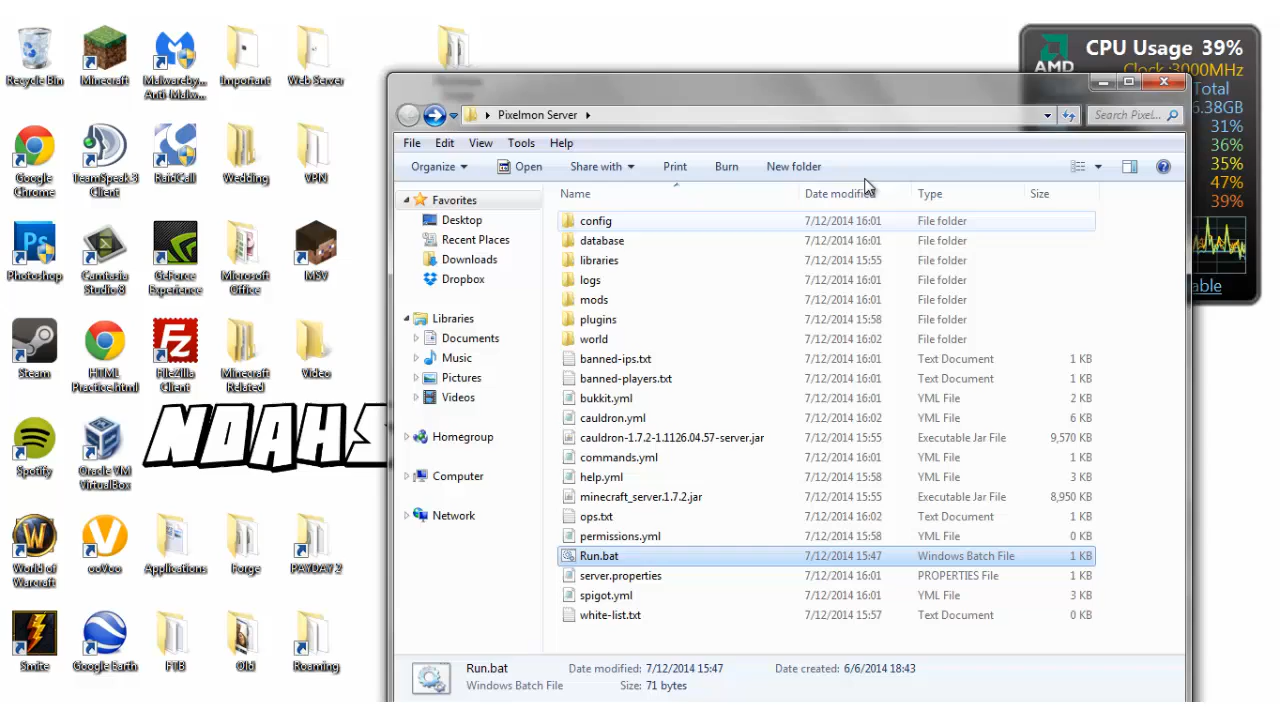 Recycle Bin
Minecraft
Malwareby...
Anti-Malw...
Important
Web Server
Google
Chrome
TeamSpeak 3
Client
RaidCall
Wedding
VPN
Photoshop
Camtasia
Studio 8
GeForce
Experience
Microsoft
Office
MSV
Steam
HTML
Practice.html
FileZilla
Client
Minecraft
Related
Video
NOAHS
Spotify
Oracle VM
VirtualBox
World of
Warcraft
ooVoo
Applications
Forge
PAYDAY 2
Smite
Google Earth
FTB
Old
Roaming
AMD
CPU Usage 39%
Clock:3000MHz
Total
6.38GB
31%
36%
35%
47%
39%
able
Pixelmon Server
Search Pixel...
File Edit View Tools Help
Organize Open Share with Print Burn New folder
Favorites
Desktop
Recent Places
Downloads
Dropbox
Libraries
Documents
Music
Pictures
Videos
Homegroup
Computer
Network
Name Date modified Type Size
config 7/12/2014 16:01 File folder
database 7/12/2014 16:01 File folder
libraries 7/12/2014 15:55 File folder
logs 7/12/2014 16:01 File folder
mods 7/12/2014 16:01 File folder
plugins 7/12/2014 15:58 File folder
world 7/12/2014 16:02 File folder
banned-ips.txt 7/12/2014 16:01 Text Document 1 KB
banned-players.txt 7/12/2014 16:01 Text Document 1 KB
bukkit.yml 7/12/2014 16:01 YML File 2 KB
cauldron.yml 7/12/2014 16:02 YML File 6 KB
cauldron-1.7.2-1.1126.04.57-server.jar 7/12/2014 15:55 Executable Jar File 9,570 KB
commands.yml 7/12/2014 16:01 YML File 1 KB
help.yml 7/12/2014 15:58 YML File 3 KB
minecraft_server.1.7.2.jar 7/12/2014 15:55 Executable Jar File 8,950 KB
ops.txt 7/12/2014 16:02 Text Document 1 KB
permissions.yml 7/12/2014 15:58 YML File 0 KB
Run.bat 7/12/2014 15:47 Windows Batch File 1 KB
server.properties 7/12/2014 16:01 PROPERTIES File 1 KB
spigot.yml 7/12/2014 16:01 YML File 3 KB
white-list.txt 7/12/2014 15:57 Text Document 0 KB
Run.bat Date modified: 7/12/2014 15:47 Date created: 6/6/2014 18:43
Windows Batch File Size: 71 bytes